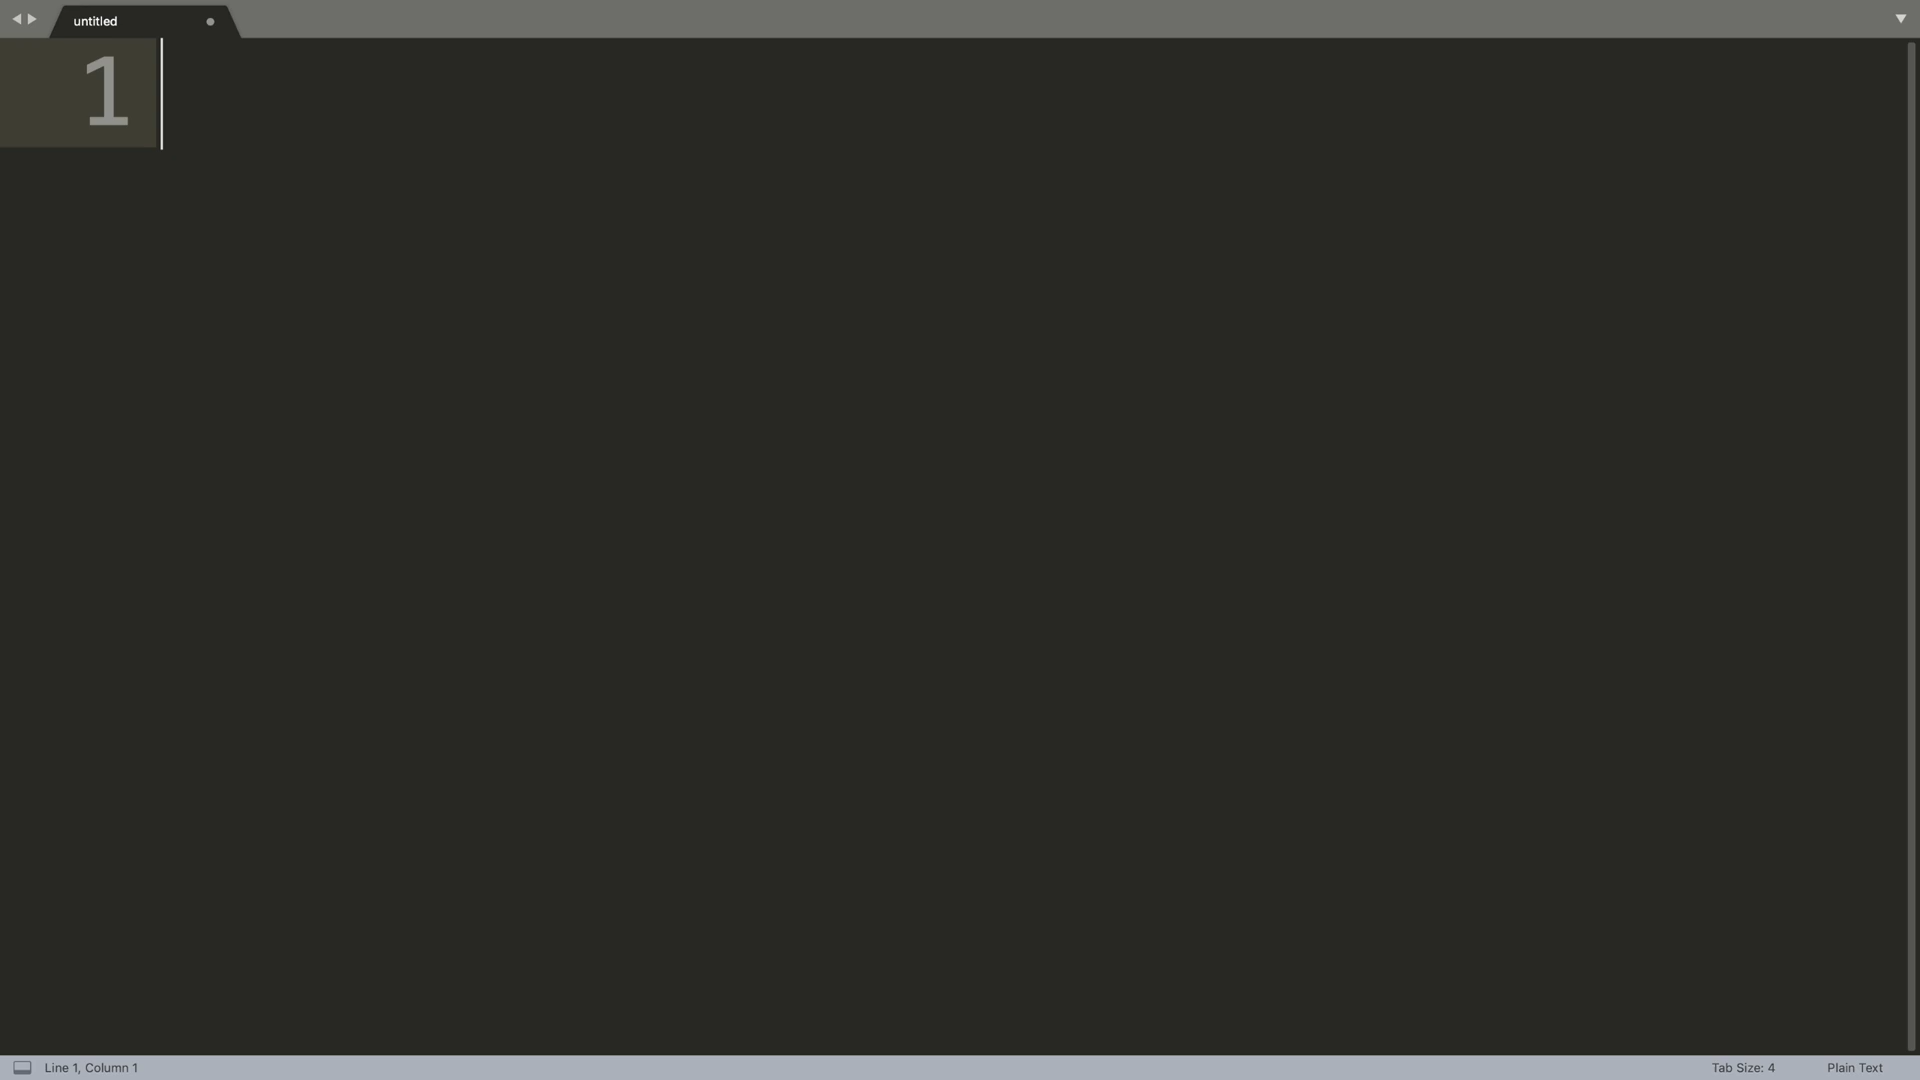 untitled
1
Line 1, Column 1
Tab Size: 4
Plain Text